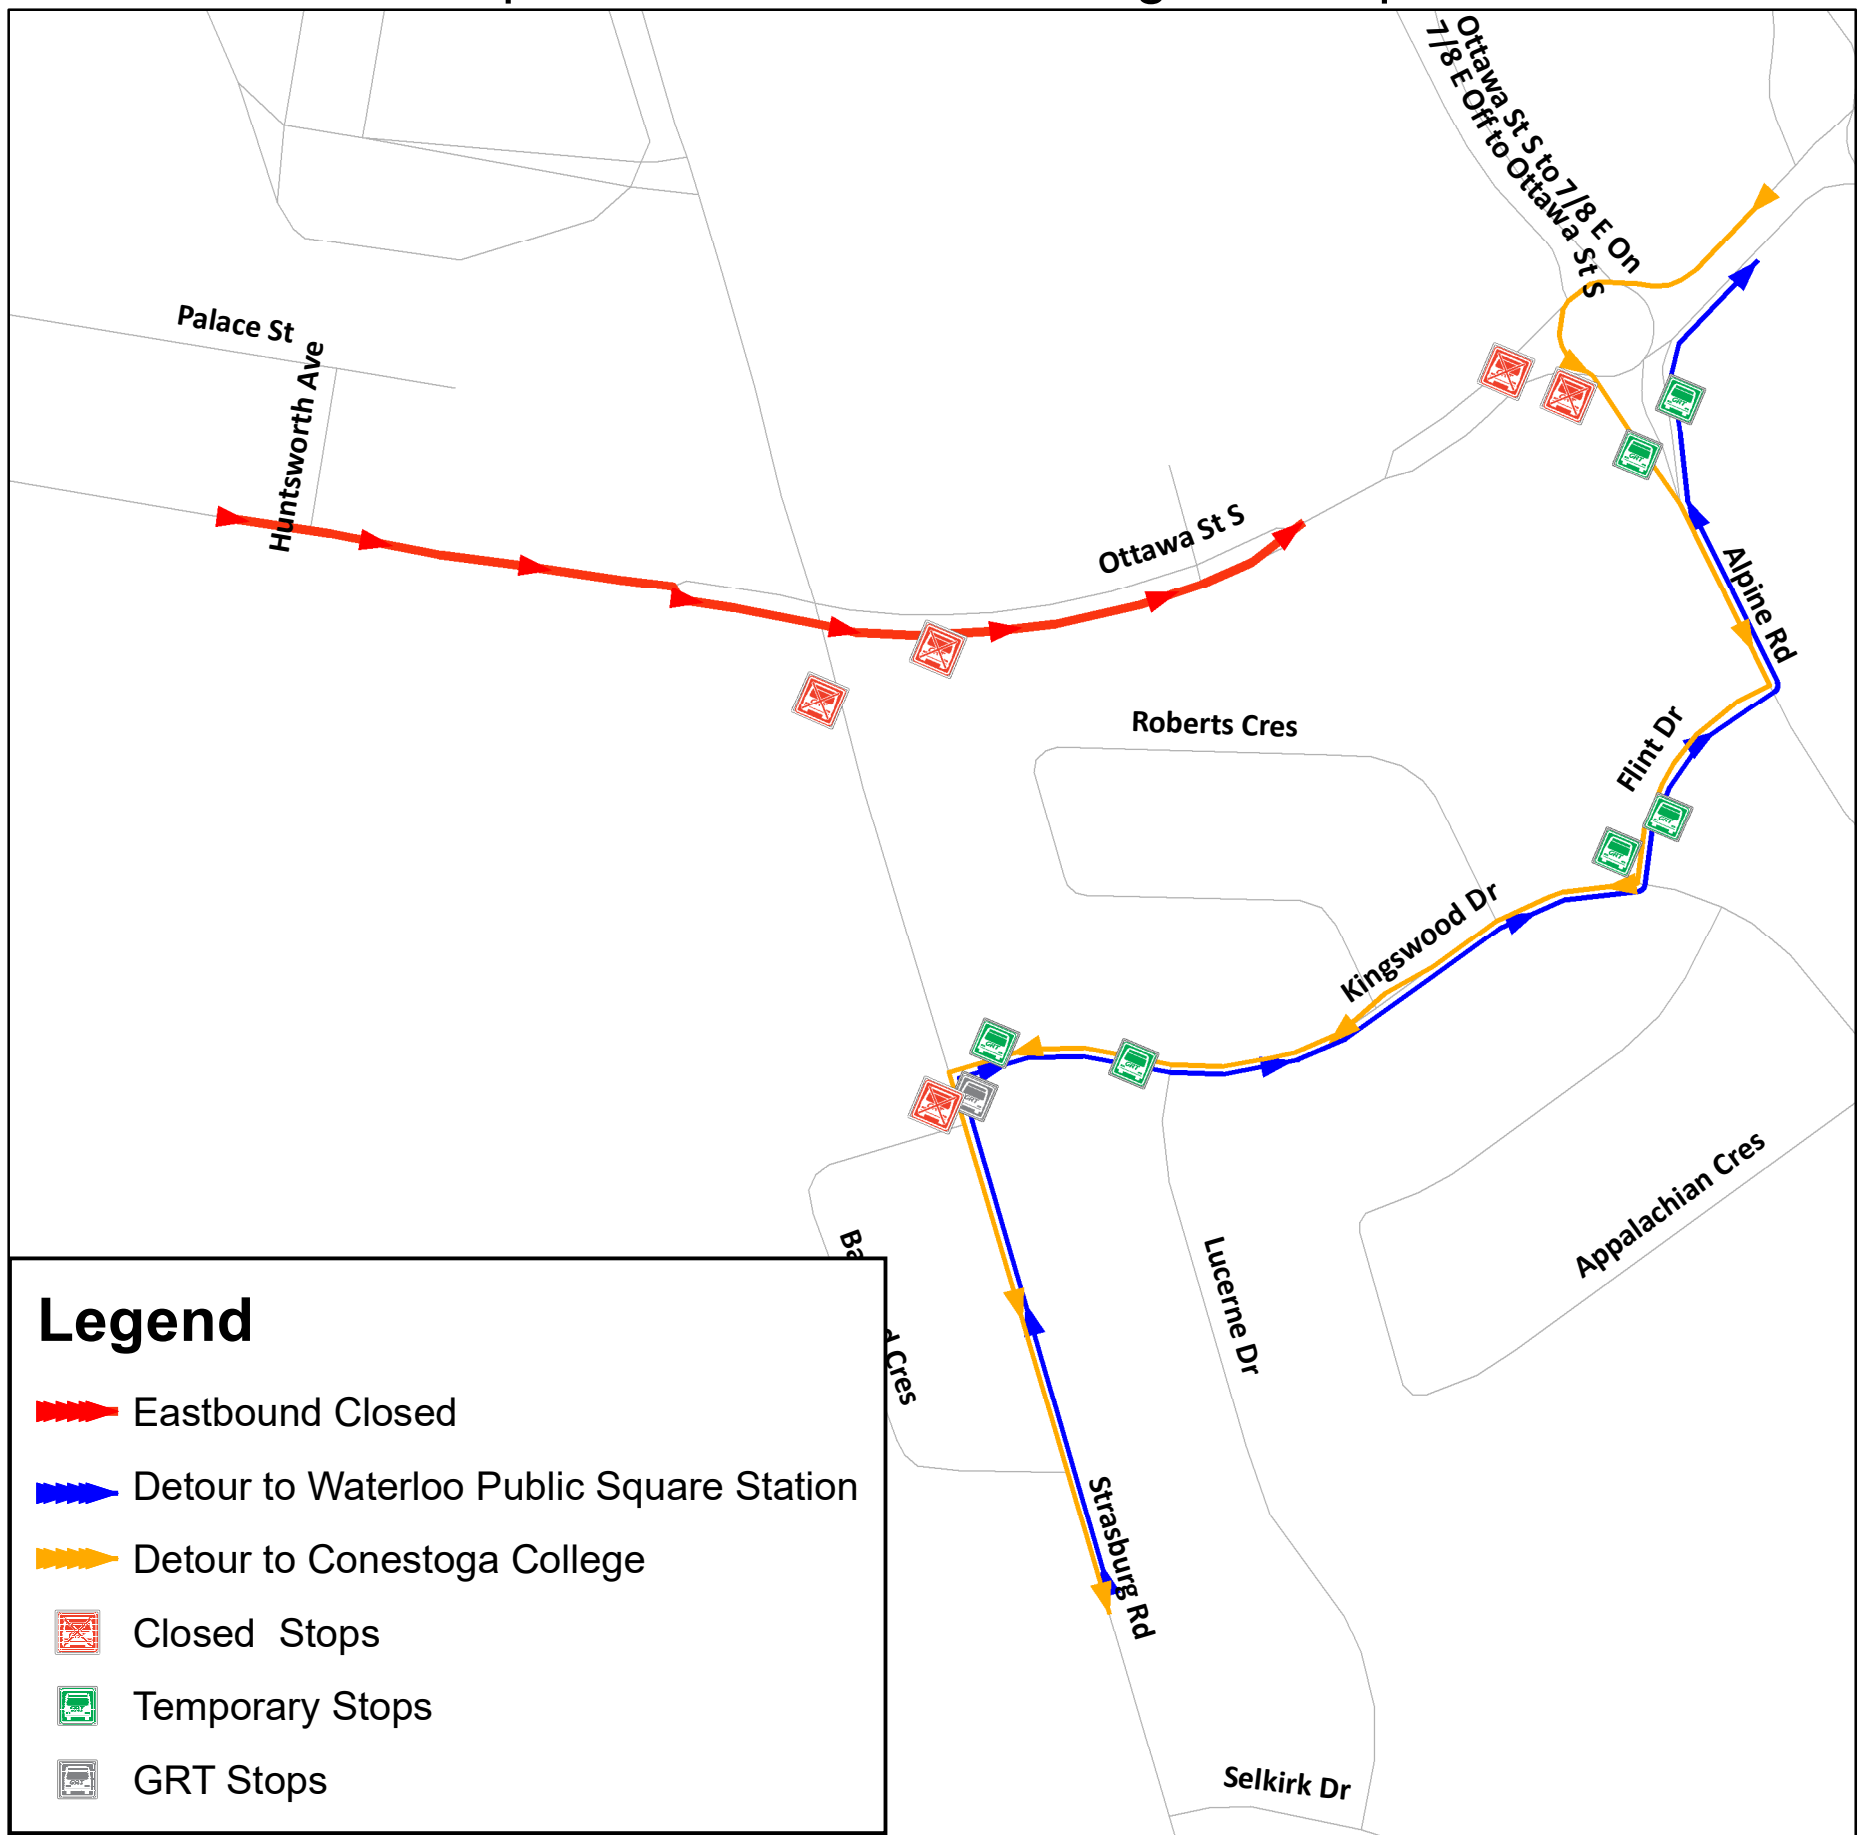 Ottawa St S to 7/8 E On
7/8 E Off to Ottawa St S
Palace St
Huntsworth Ave
Ottawa St S
Alpine Rd
Roberts Cres
Flint Dr
Kingswood Dr
Appalachian Cres
Lucerne Dr
Ba
d Cres
Strasburg Rd
Selkirk Dr
Legend
Eastbound Closed
Detour to Waterloo Public Square Station
Detour to Conestoga College
Closed Stops
Temporary Stops
GRT Stops